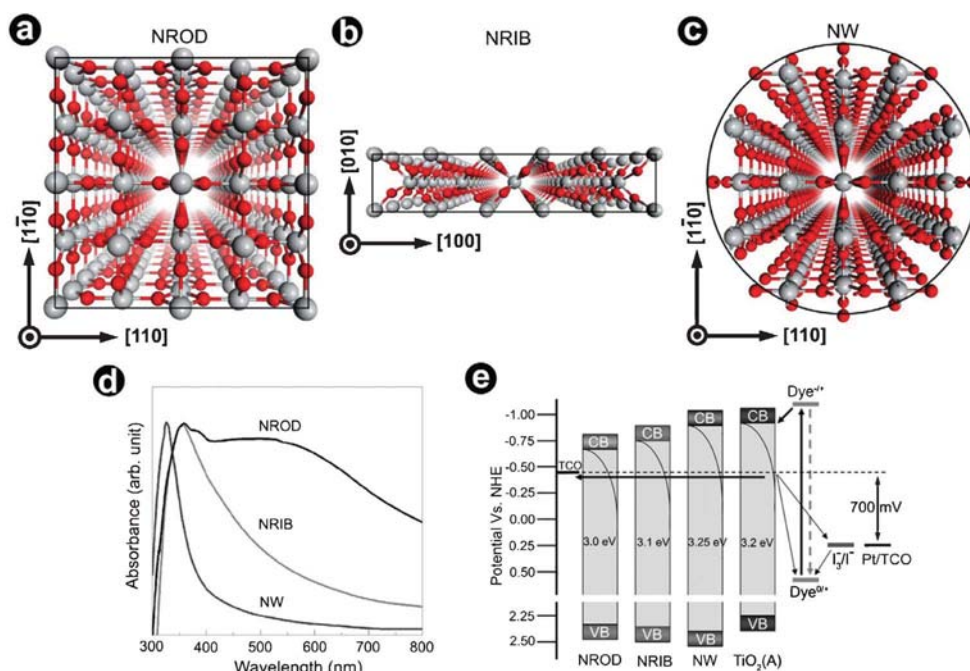 a
NROD
[11̄0]
[110]
b
NRIB
[010]
[100]
c
NW
[11̄0]
[110]
d
Absorbance (arb. unit)
NROD
NRIB
NW
300 400 500 600 700 800
Wavelength (nm)
e
Potential Vs. NHE
-1.00
-0.75
-0.50
-0.25
0.00
0.25
0.50
2.25
2.50
TCO
CB CB CB CB
3.0 eV 3.1 eV 3.25 eV 3.2 eV
VB VB VB VB
NROD NRIB NW TiO₂(A)
Dye*/+
700 mV
I₃⁻/I⁻ Pt/TCO
Dye⁰/⁺